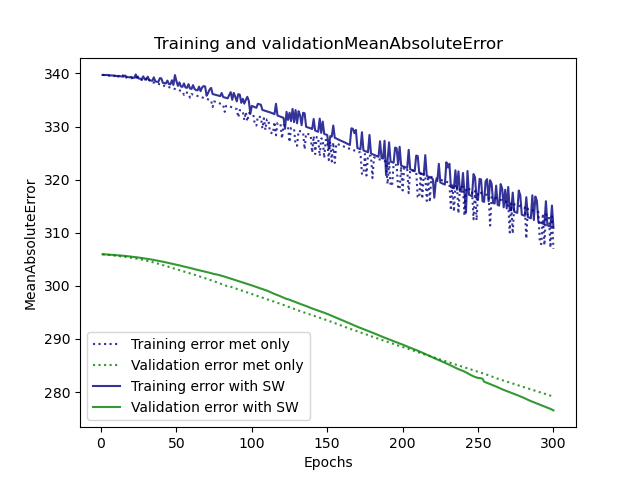 Training and validationMeanAbsoluteError
MeanAbsoluteError
340
330
320
310
300
290
280
Training error met only
Validation error met only
Training error with SW
Validation error with SW
0
50
100
150
200
250
300
Epochs